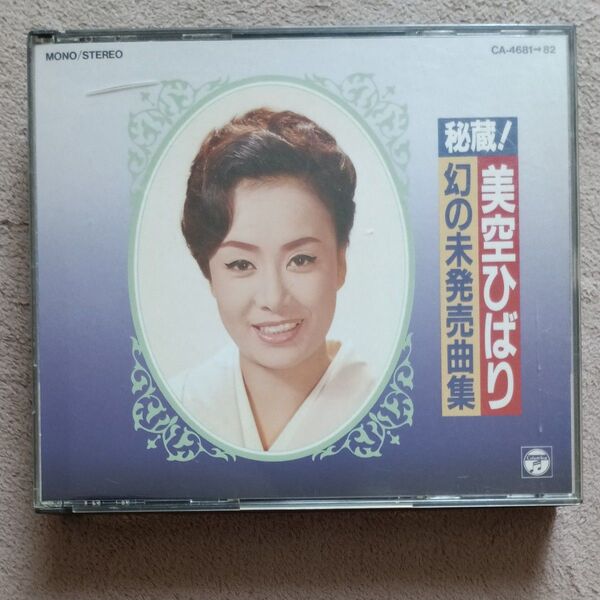 MONO/STEREO
CA-4681→82
秘蔵!
美空ひばり
幻の未発売曲集
Columbia